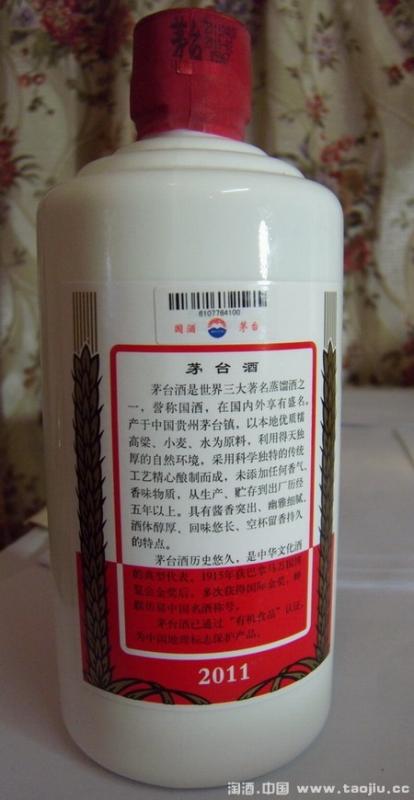 茅台
6107764100
国酒 茅台
茅台酒
茅台酒是世界三大著名蒸馏酒之
一，誉称国酒，在国内外享有盛名。
产于中国贵州茅台镇，以本地优质糯
高粱、小麦、水为原料，利用得天独
厚的自然环境，采用科学独特的传统
工艺精心酿制而成，未添加任何香气、
香味物质，从生产、贮存到出厂历经
五年以上。具有酱香突出、幽雅细腻、
酒体醇厚、回味悠长、空杯留香持久
的特点。
茅台酒历史悠久，是中华文化酒
的典型代表。1915年获巴拿马万国博
览会金奖后，多次获得国际金奖，蝉
联历届中国名酒称号。
茅台酒已通过“有机食品”认证，
为中国地理标志保护产品。
2011
淘酒.中国 www.taojiu.cc